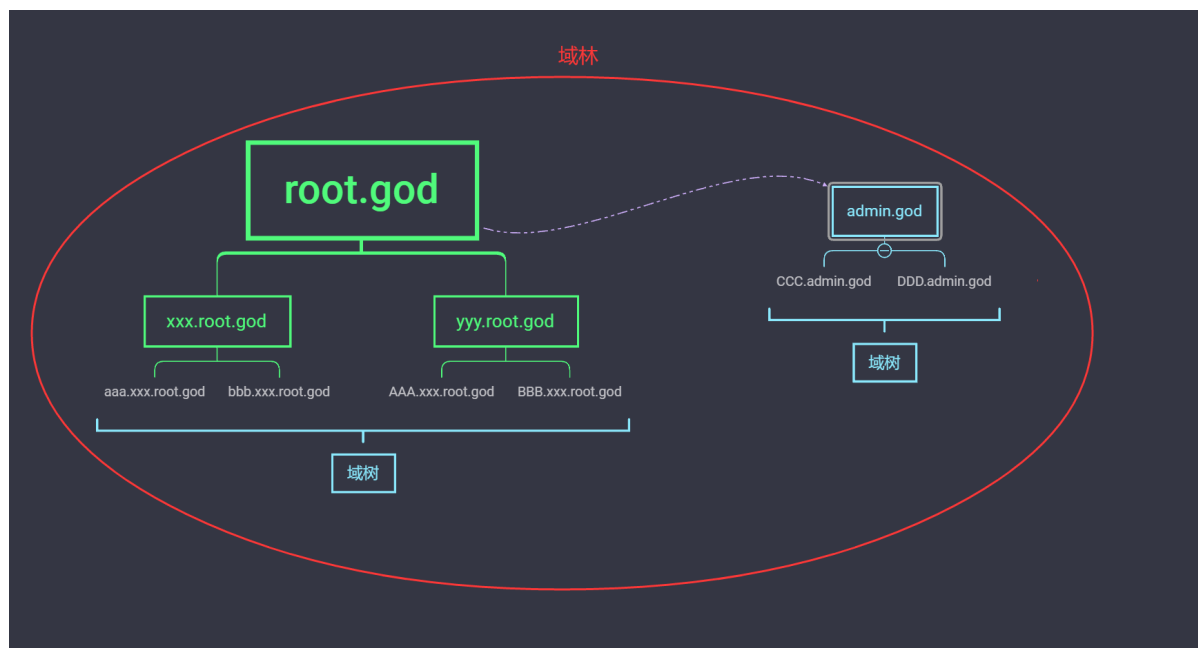 域林
root.god
admin.god
CCC.admin.god DDD.admin.god
xxx.root.god yyy.root.god
域树
aaa.xxx.root.god bbb.xxx.root.god AAA.xxx.root.god BBB.xxx.root.god
域树